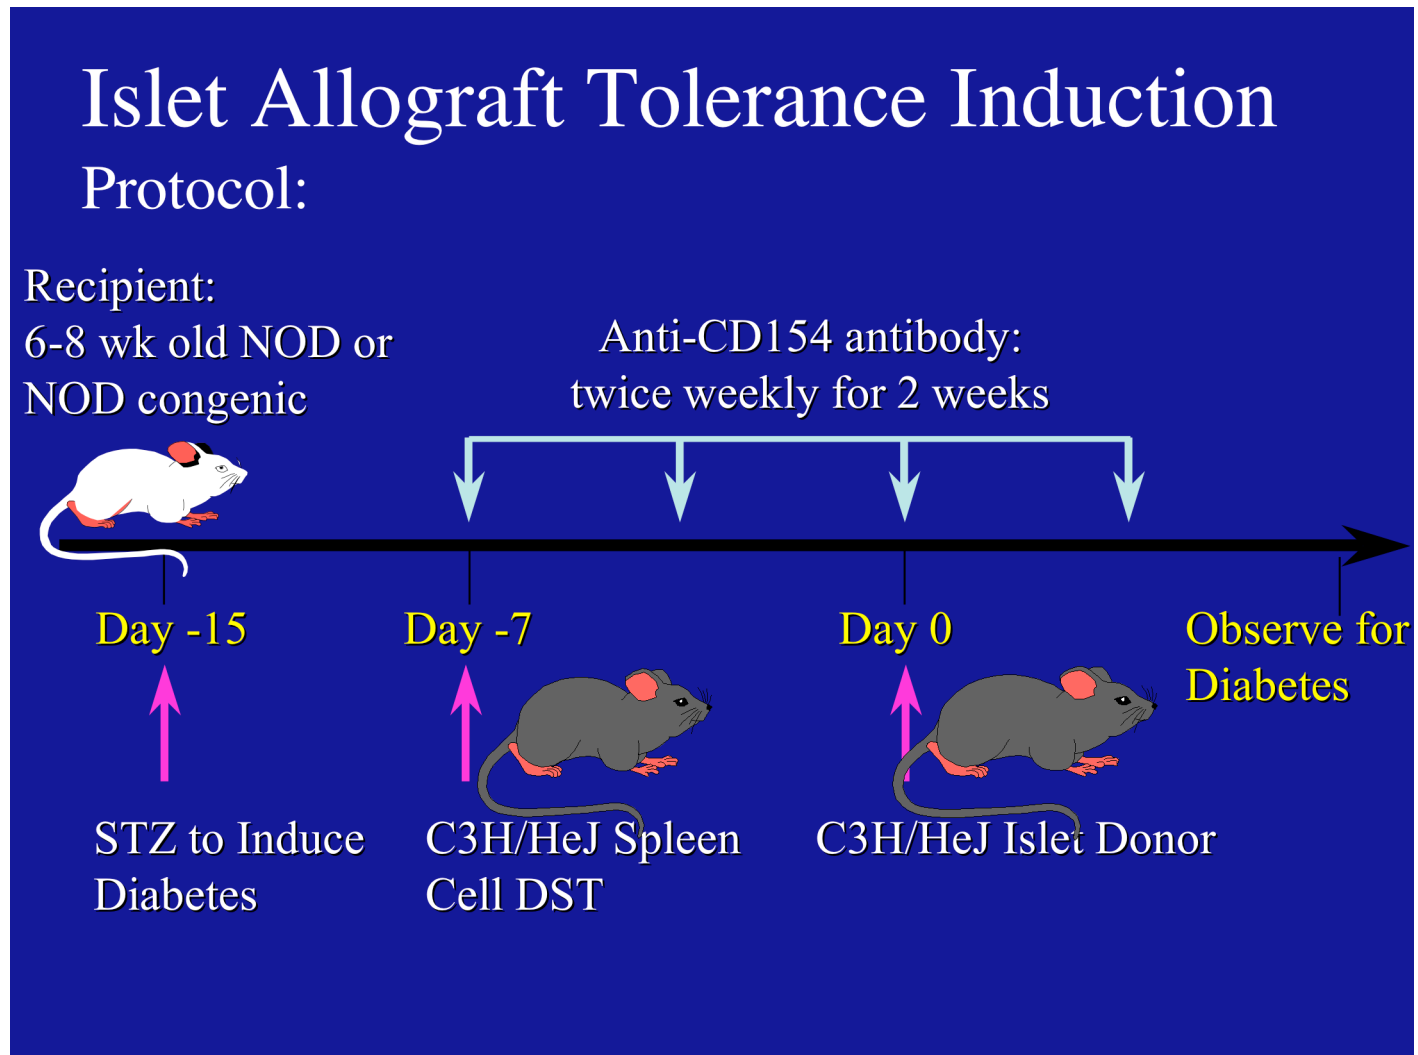 Islet Allograft Tolerance Induction
Protocol:
Recipient:
6-8 wk old NOD or
NOD congenic
Anti-CD154 antibody:
twice weekly for 2 weeks
Day -15
Day -7
Day 0
Observe for
Diabetes
STZ to Induce
Diabetes
C3H/HeJ Spleen
Cell DST
C3H/HeJ Islet Donor